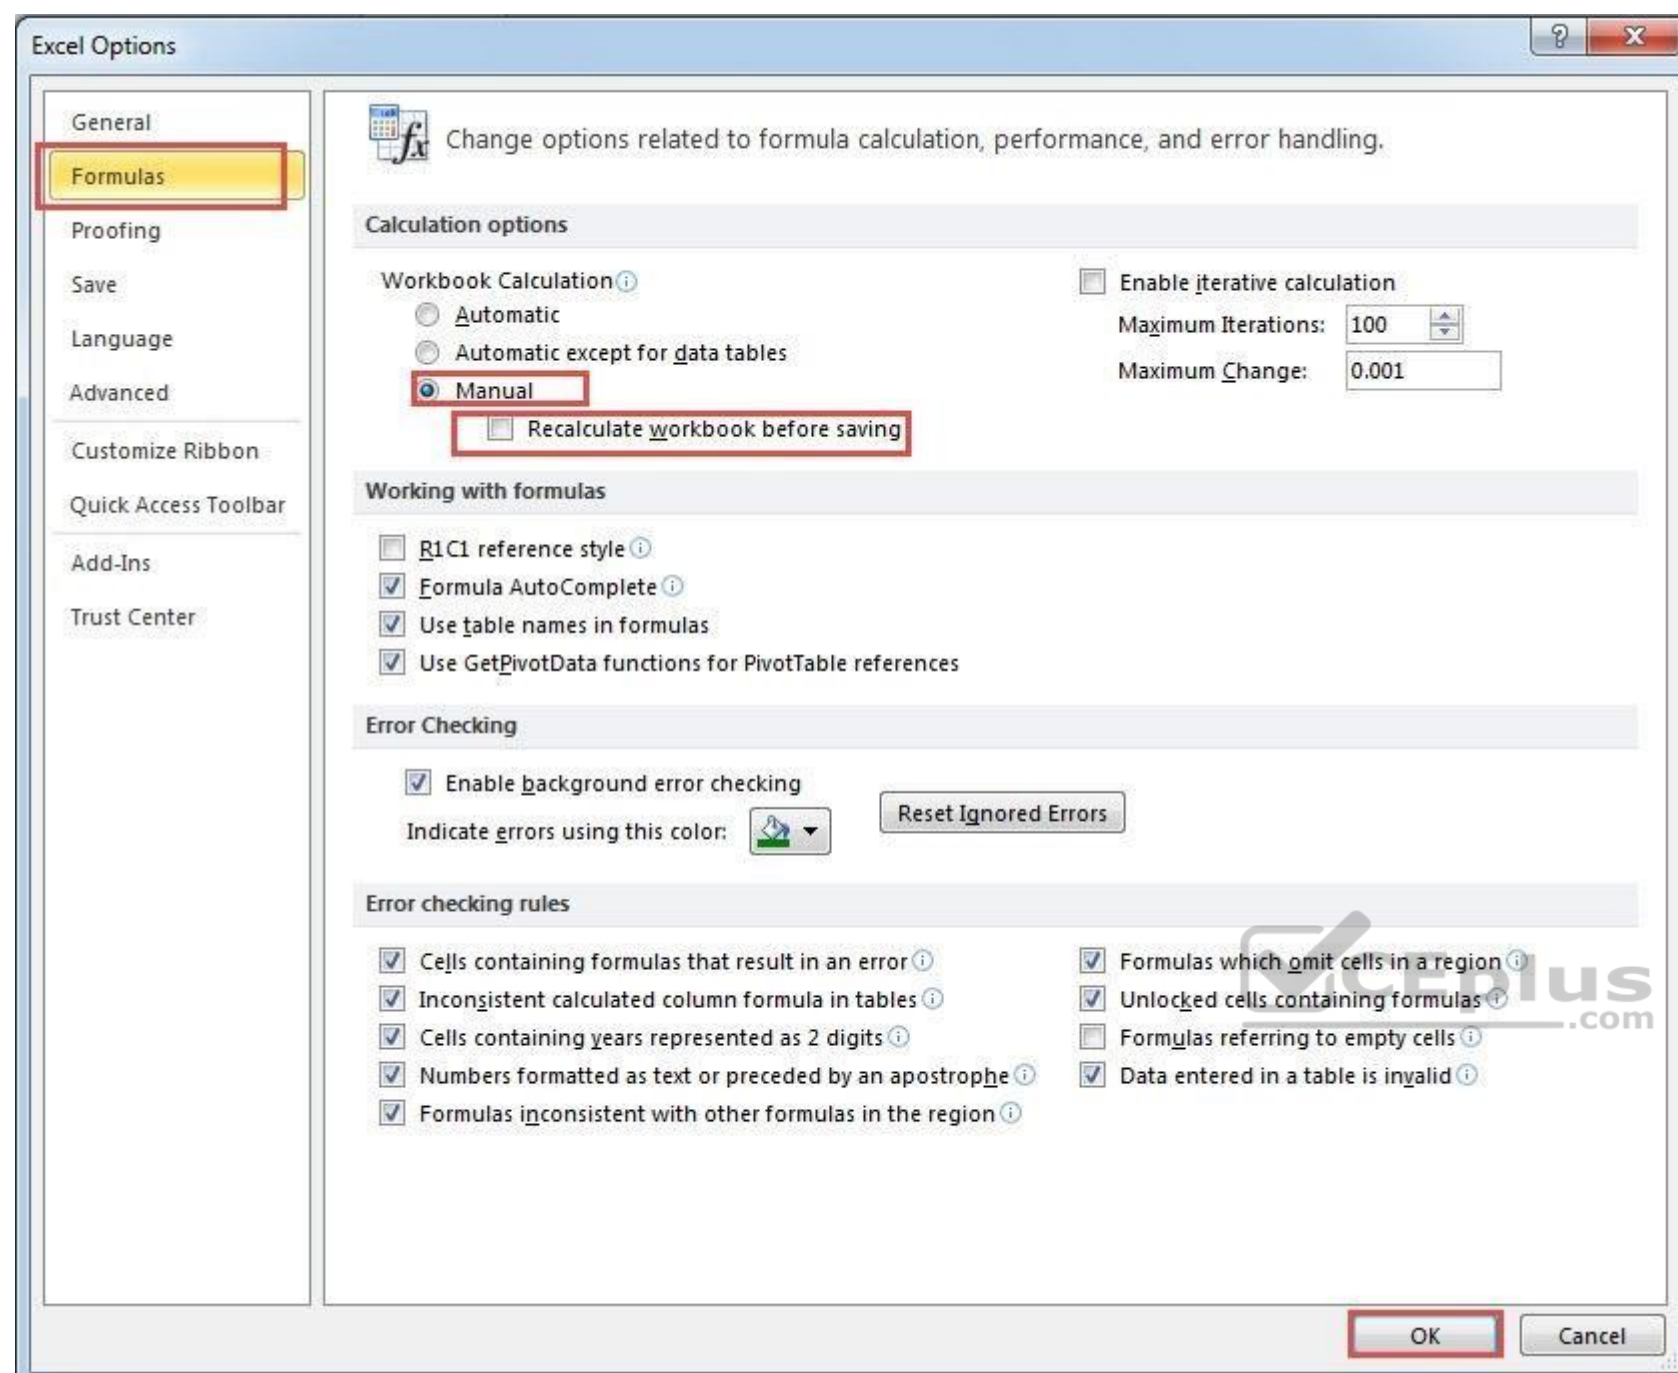 Excel Options
General
Formulas
Proofing
Save
Language
Advanced
Customize Ribbon
Quick Access Toolbar
Add-Ins
Trust Center
Change options related to formula calculation, performance, and error handling.
Calculation options
Workbook Calculation
Automatic
Automatic except for data tables
Manual
Recalculate workbook before saving
Enable iterative calculation
Maximum Iterations: 100
Maximum Change: 0.001
Working with formulas
R1C1 reference style
Formula AutoComplete
Use table names in formulas
Use GetPivotData functions for PivotTable references
Error Checking
Enable background error checking
Indicate errors using this color:
Reset Ignored Errors
Error checking rules
Cells containing formulas that result in an error
Inconsistent calculated column formula in tables
Cells containing years represented as 2 digits
Numbers formatted as text or preceded by an apostrophe
Formulas inconsistent with other formulas in the region
Formulas which omit cells in a region
Unlocked cells containing formulas
Formulas referring to empty cells
Data entered in a table is invalid
CEplus
.com
OK
Cancel